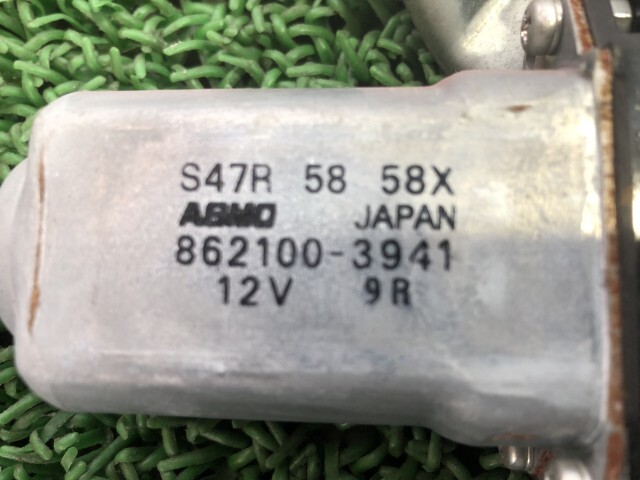 S47R 58 58X
ASMO JAPAN
862100-3941
12V 9R